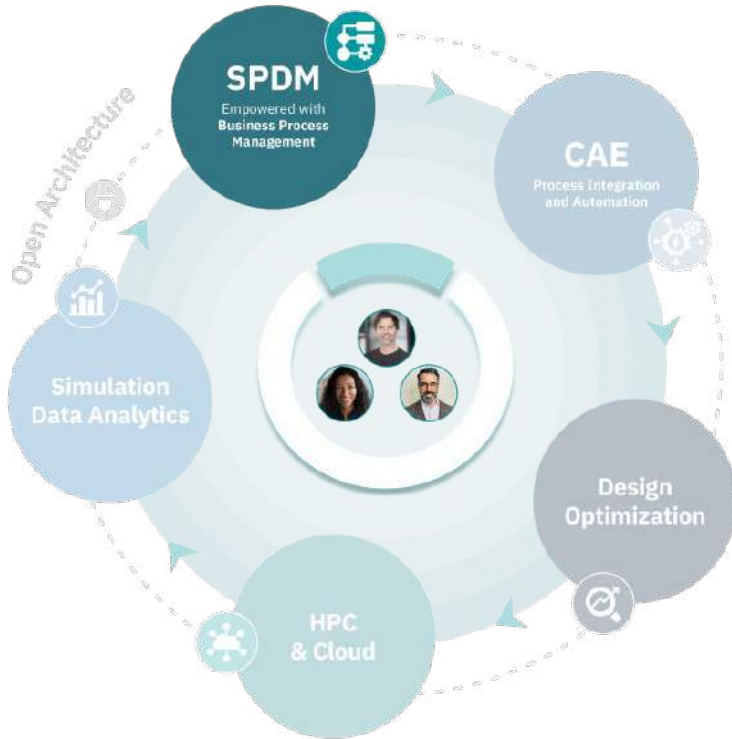 SPDM
Empowered with
Business Process
Management
CAE
Process Integration
and Automation
Open Architecture
Simulation
Data Analytics
Design
Optimization
HPC
& Cloud